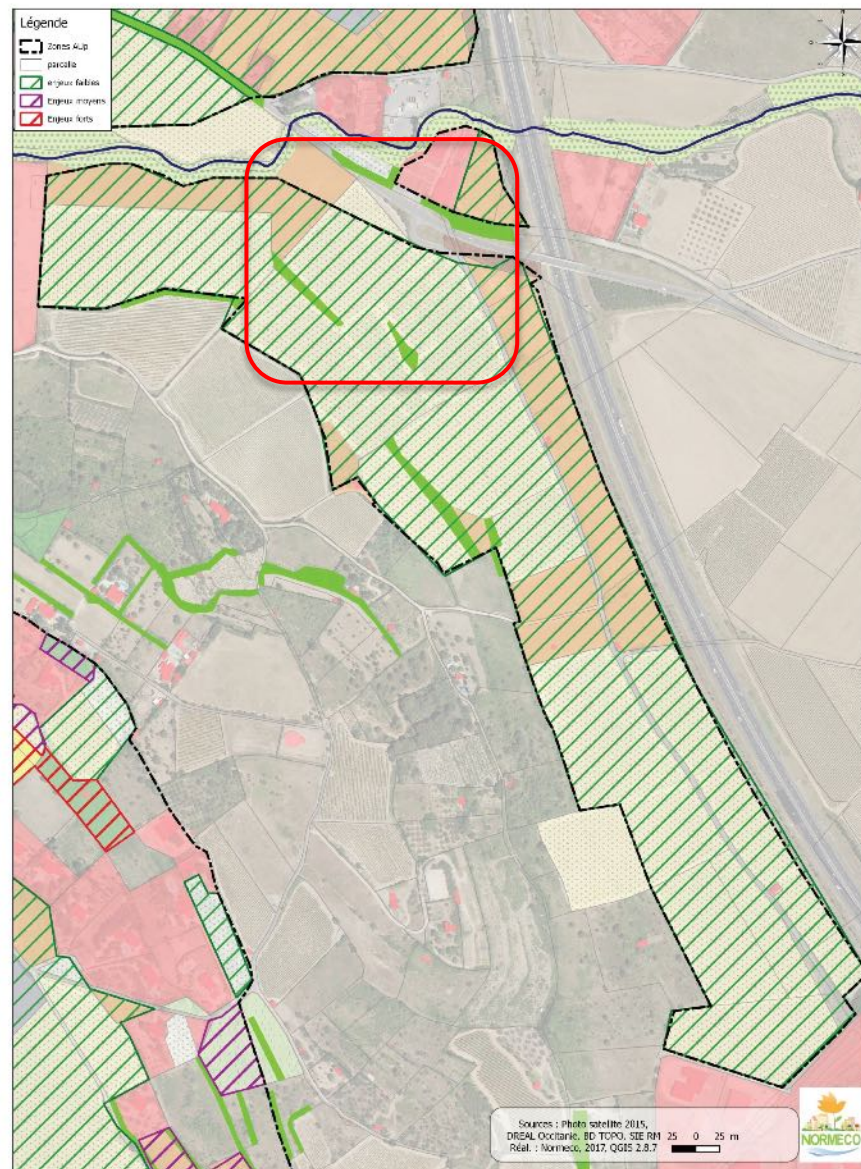 Légende
Zones AUp
parcelle
enjeux faibles
Enjeux moyens
Enjeux forts
Sources : Photo satellite 2015,
DREAL Occitanie, BD TOPO, SIE RM
Réal. : Normeco, 2017, QGIS 2.8.7
25 0 25 m
NORMECO